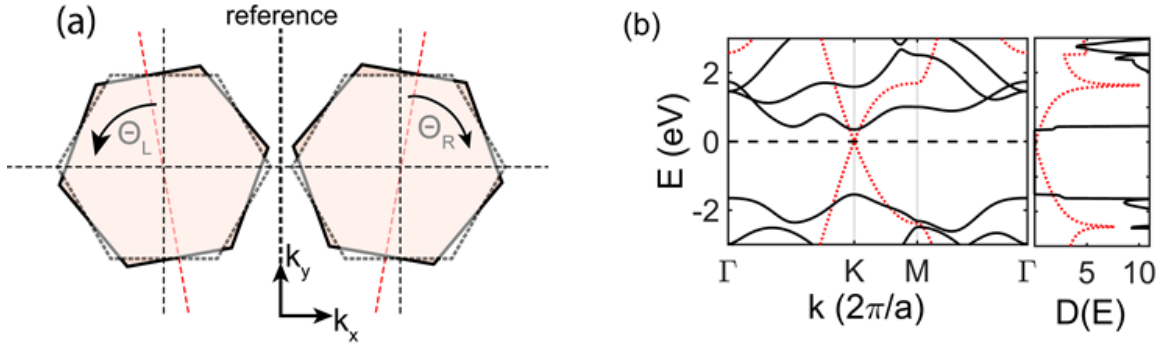 (a)
reference
Θ_L
Θ_R
k_y
k_x
(b)
E (eV)
2
0
-2
Γ
K
M
Γ
k (2π/a)
5
10
D(E)